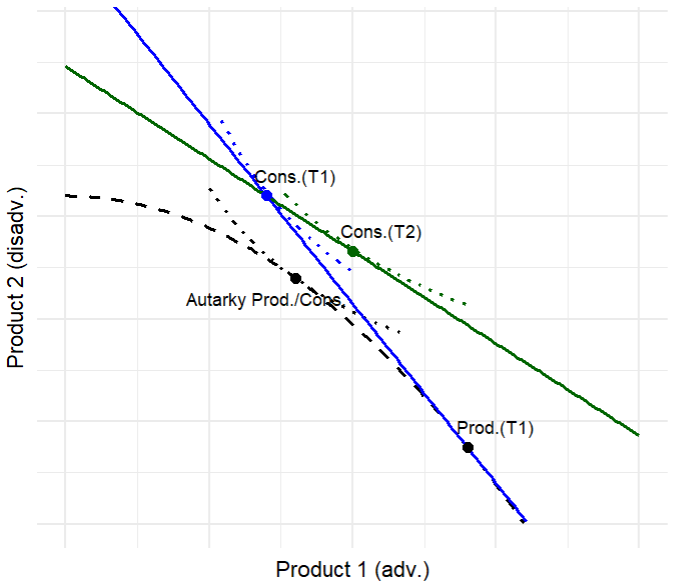 Cons.(T1)
Cons.(T2)
Autarky Prod./Cons.
Prod.(T1)
Product 2 (disadv.)
Product 1 (adv.)